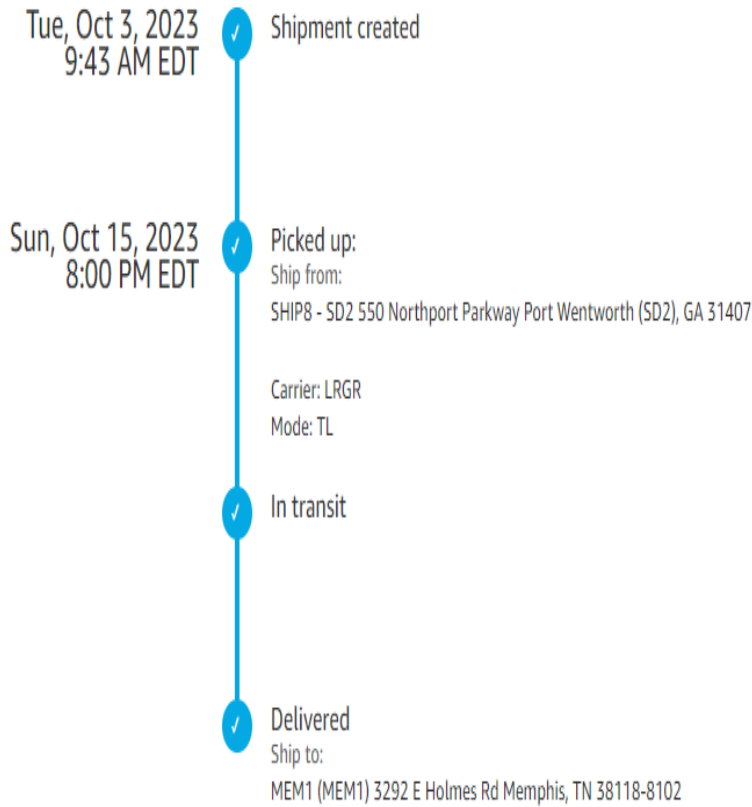 Tue, Oct 3, 2023
9:43 AM EDT
Shipment created
Sun, Oct 15, 2023
8:00 PM EDT
Picked up:
Ship from:
SHIP8 - SD2 550 Northport Parkway Port Wentworth (SD2), GA 31407
Carrier: LRGR
Mode: TL
In transit
Delivered
Ship to:
MEM1 (MEM1) 3292 E Holmes Rd Memphis, TN 38118-8102